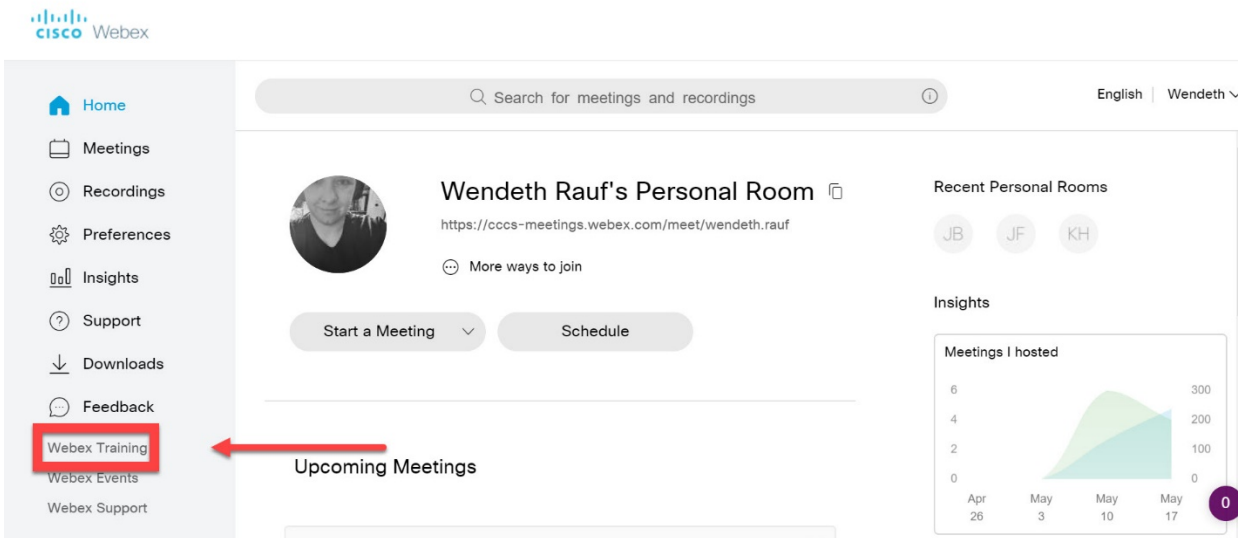 CISCO Webex
Home
Meetings
Recordings
Preferences
Insights
Support
Downloads
Feedback
Webex Training
Webex Events
Webex Support
Search for meetings and recordings
English
Wendeth
Wendeth Rauf's Personal Room
https://cccs-meetings.webex.com/meet/wendeth.rauf
More ways to join
Start a Meeting
Schedule
Upcoming Meetings
Recent Personal Rooms
JB JF KH
Insights
Meetings I hosted
6 300
4 200
2 100
0 0
Apr May May May
26 3 10 17
0